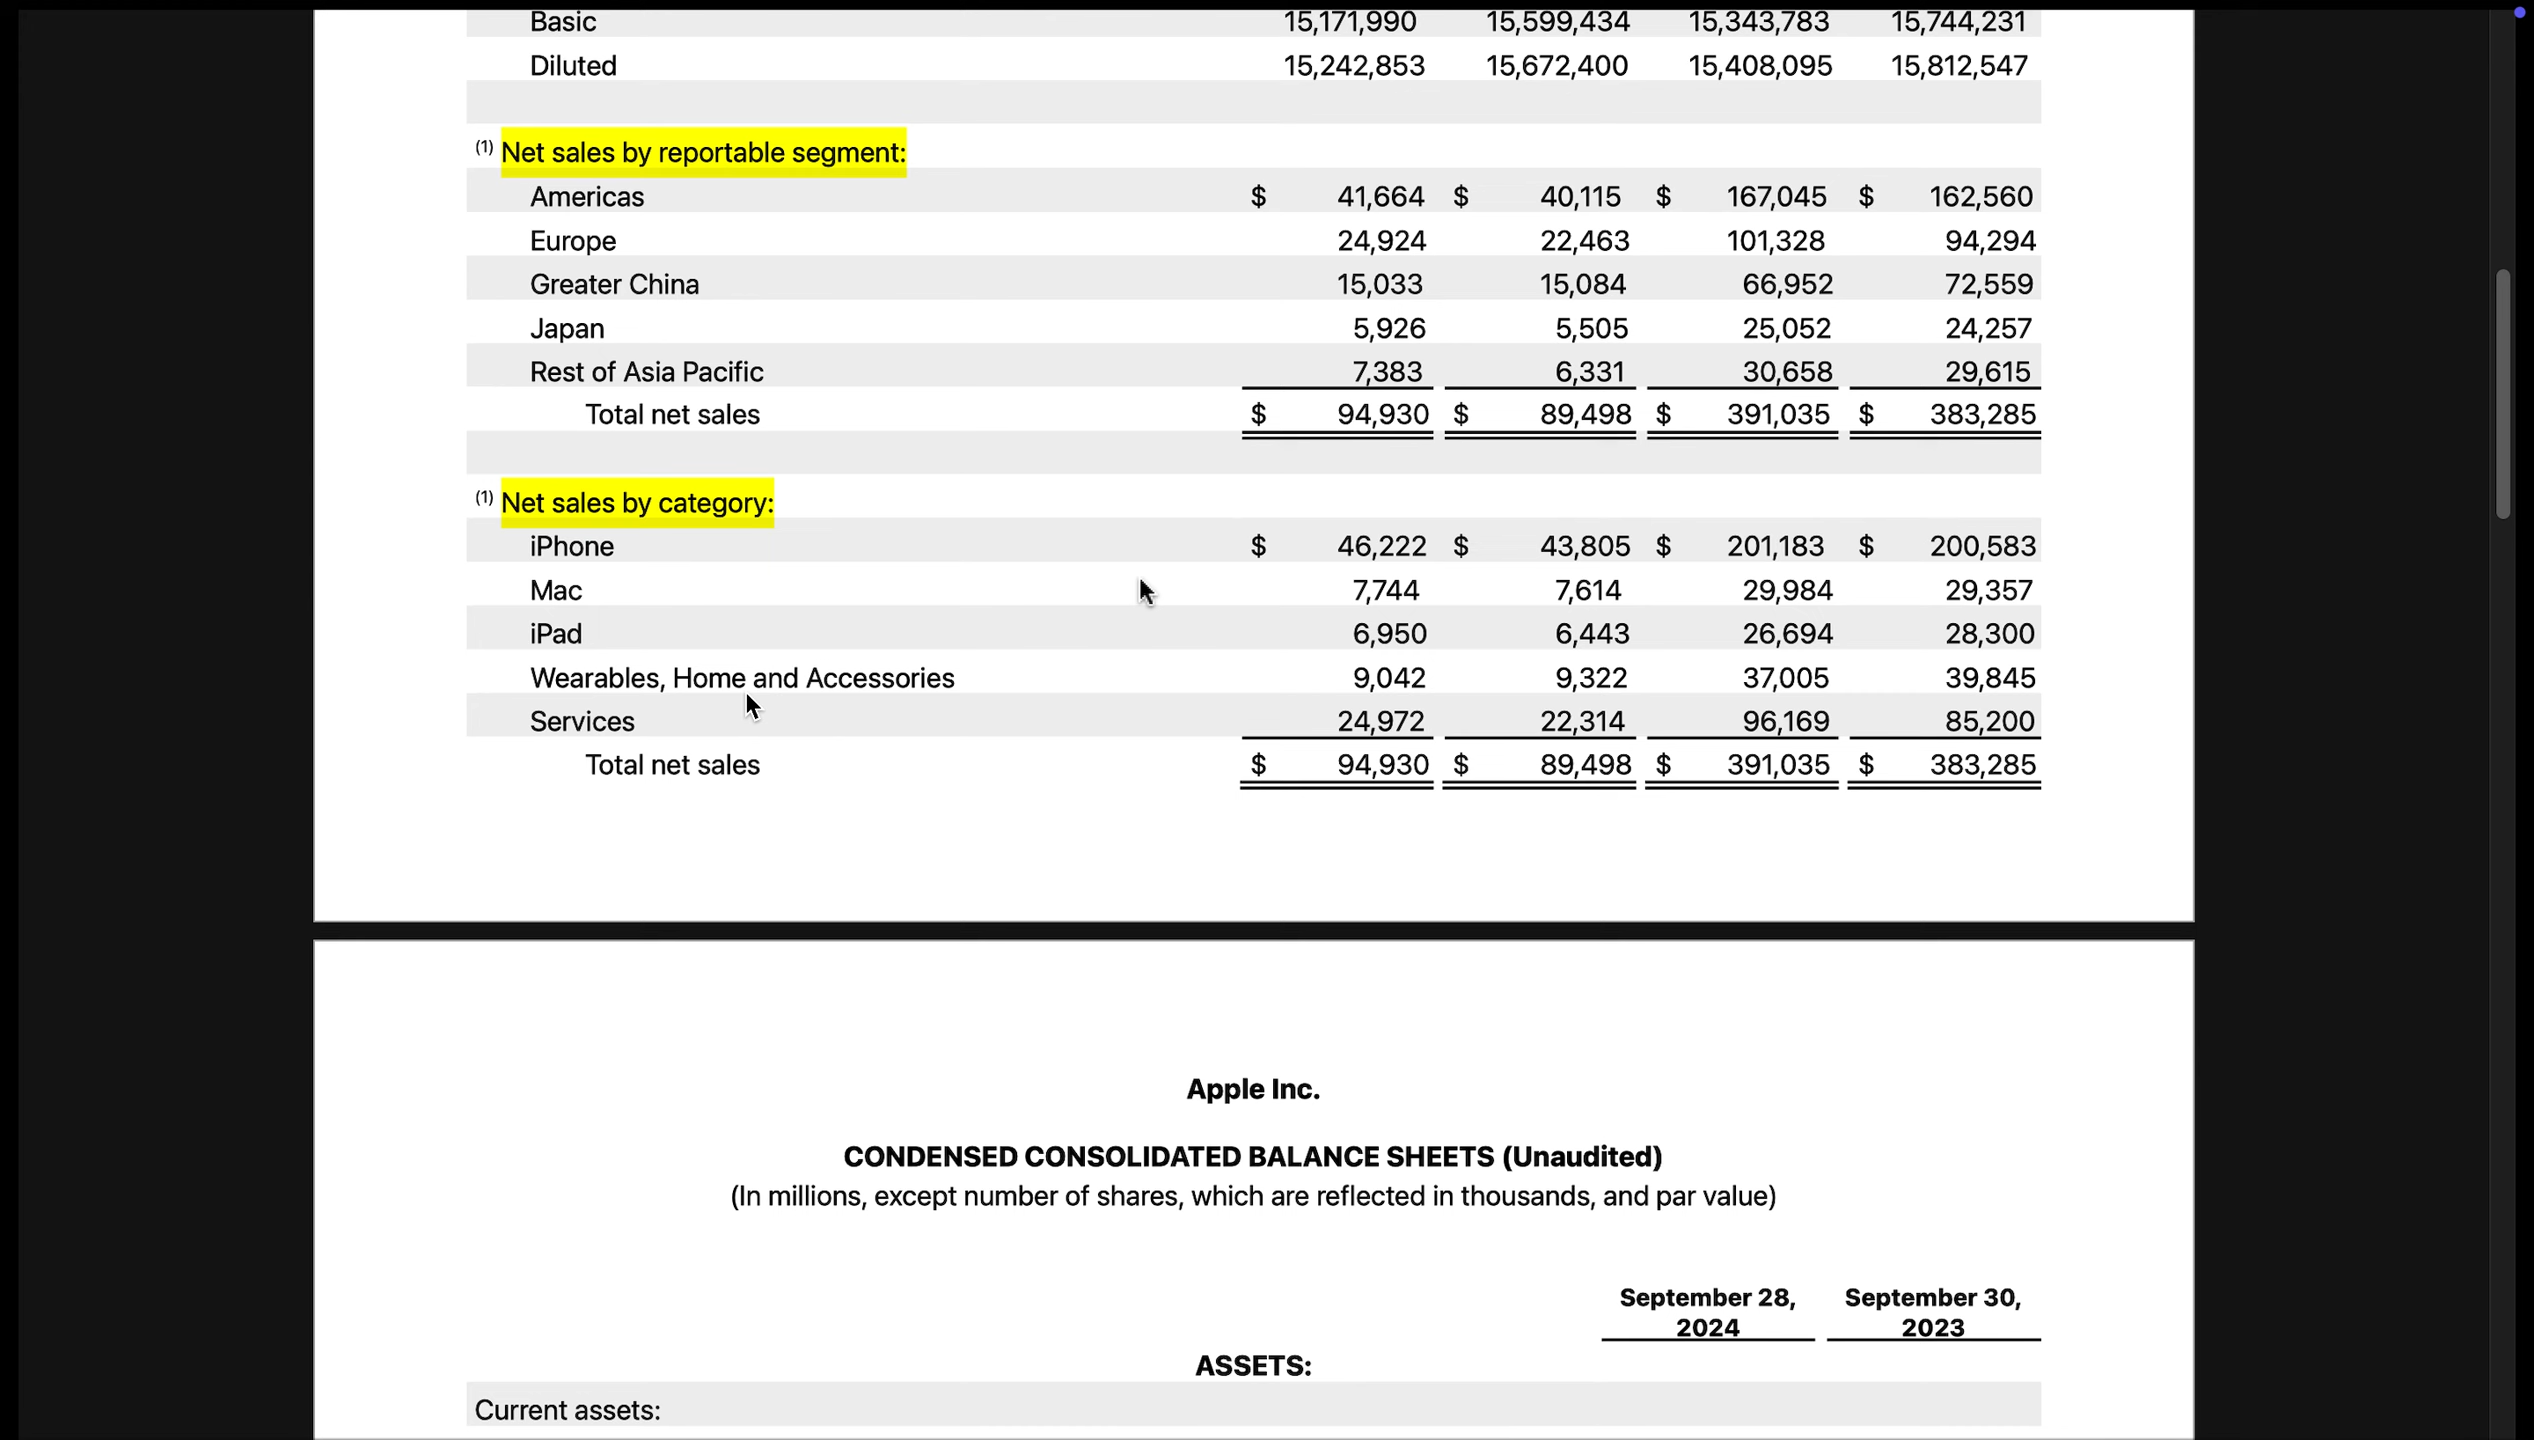 Basic 15,171,990 15,599,434 15,343,783 15,744,231
Diluted 15,242,853 15,672,400 15,408,095 15,812,547
(1) Net sales by reportable segment:
Americas $ 41,664 $ 40,115 $ 167,045 $ 162,560
Europe 24,924 22,463 101,328 94,294
Greater China 15,033 15,084 66,952 72,559
Japan 5,926 5,505 25,052 24,257
Rest of Asia Pacific 7,383 6,331 30,658 29,615
Total net sales $ 94,930 $ 89,498 $ 391,035 $ 383,285
(1) Net sales by category:
iPhone $ 46,222 $ 43,805 $ 201,183 $ 200,583
Mac 7,744 7,614 29,984 29,357
iPad 6,950 6,443 26,694 28,300
Wearables, Home and Accessories 9,042 9,322 37,005 39,845
Services 24,972 22,314 96,169 85,200
Total net sales $ 94,930 $ 89,498 $ 391,035 $ 383,285
Apple Inc.
CONDENSED CONSOLIDATED BALANCE SHEETS (Unaudited)
(In millions, except number of shares, which are reflected in thousands, and par value)
September 28, September 30,
2024 2023
ASSETS:
Current assets: